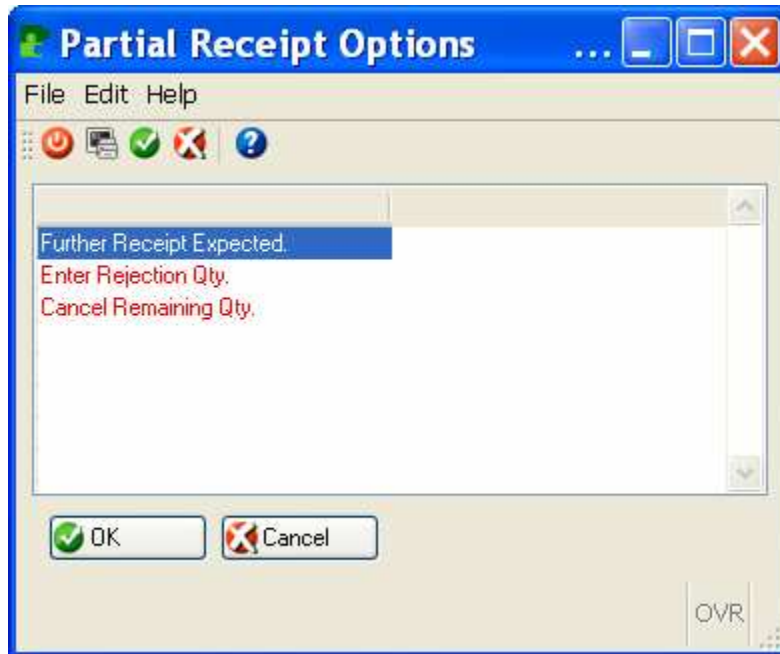 Partial Receipt Options ...
File Edit Help
Further Receipt Expected.
Enter Rejection Qty.
Cancel Remaining Qty.
OK Cancel
OVR